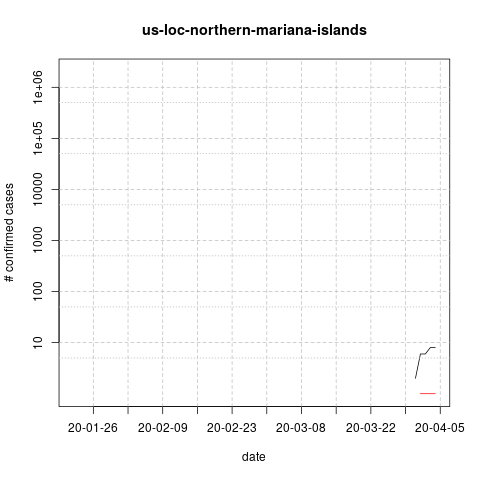 us-loc-northern-mariana-islands
# confirmed cases
1e+06
1e+05
10000
1000
100
10
20-01-26 20-02-09 20-02-23 20-03-08 20-03-22 20-04-05
date